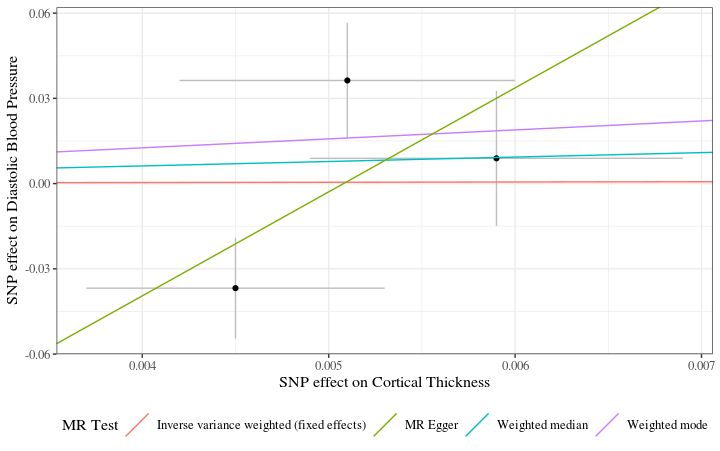 SNP effect on Diastolic Blood Pressure
0.06
0.03
0.00
-0.03
-0.06
0.004
0.005
0.006
0.007
SNP effect on Cortical Thickness
MR Test
Inverse variance weighted (fixed effects)
MR Egger
Weighted median
Weighted mode